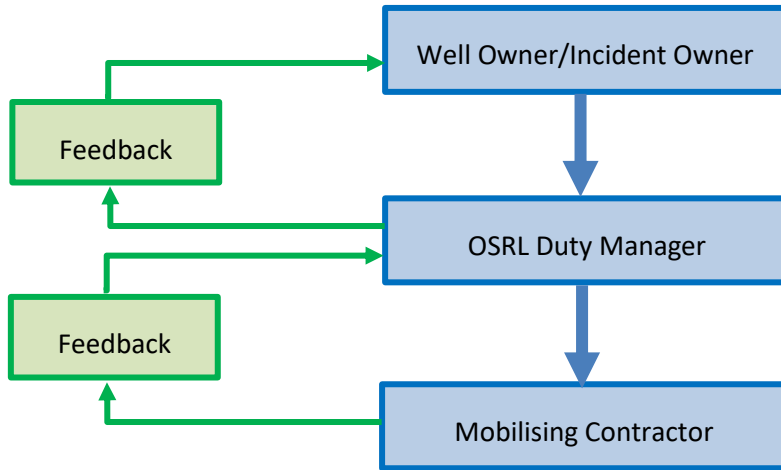 Well Owner/Incident Owner
Feedback
OSRL Duty Manager
Feedback
Mobilising Contractor